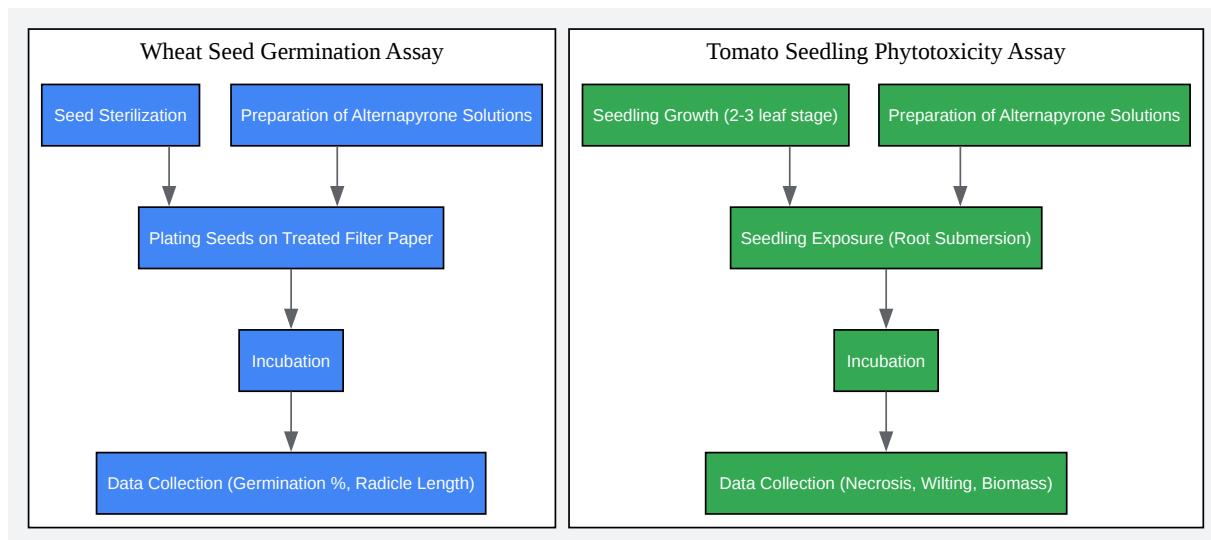 Wheat Seed Germination Assay
Seed Sterilization
Preparation of Alternapyrone Solutions
Plating Seeds on Treated Filter Paper
Incubation
Data Collection (Germination %, Radicle Length)
Tomato Seedling Phytotoxicity Assay
Seedling Growth (2-3 leaf stage)
Preparation of Alternapyrone Solutions
Seedling Exposure (Root Submersion)
Incubation
Data Collection (Necrosis, Wilting, Biomass)